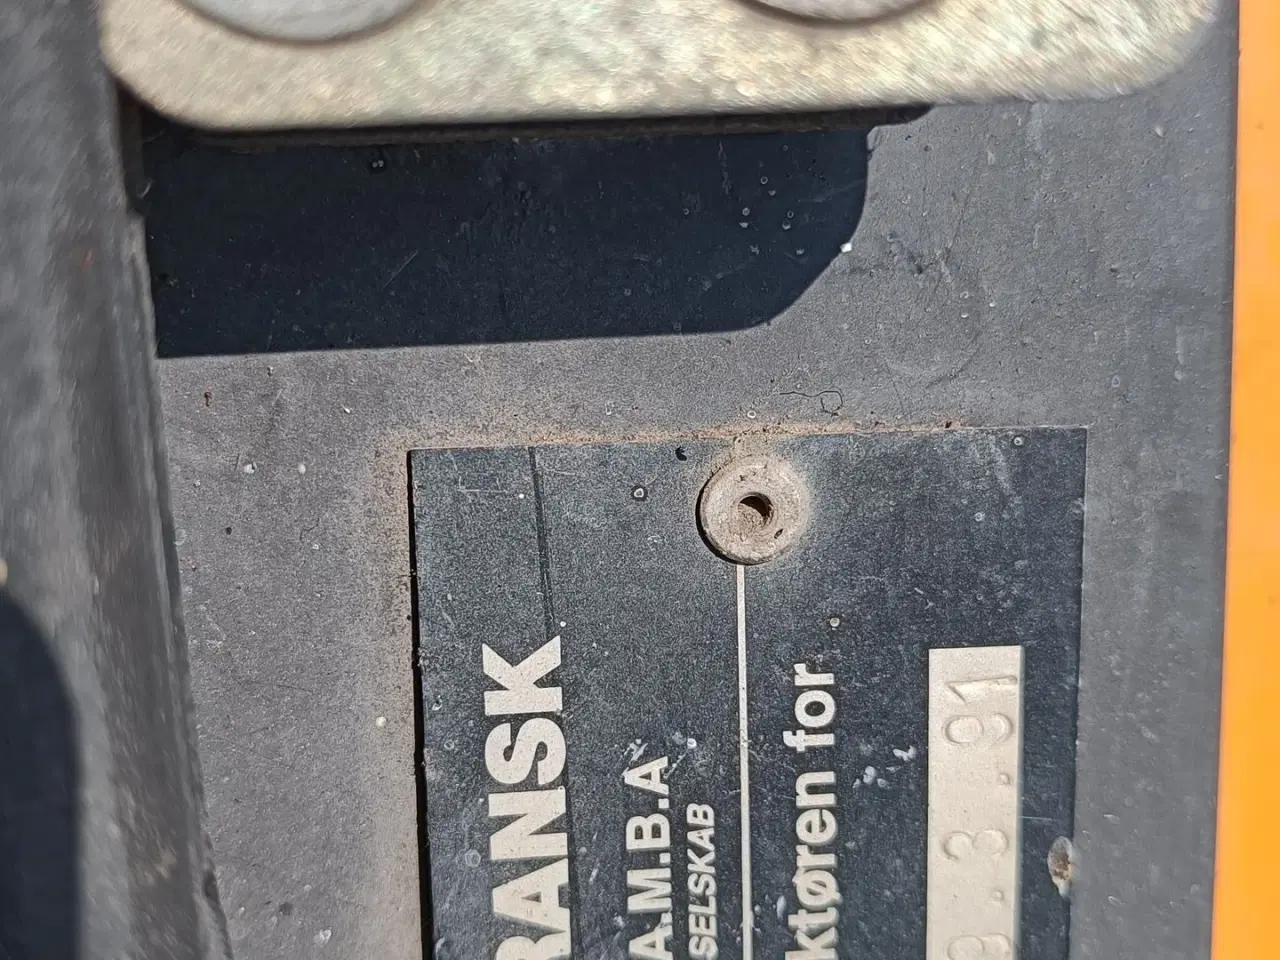 RANSK
A.M.B.A
SELSKAB
ktøren for
.3.91